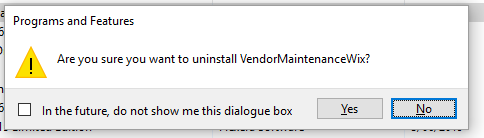 Programs and Features
Are you sure you want to uninstall VendorMaintenanceWix?
In the future, do not show me this dialogue box
Yes
No